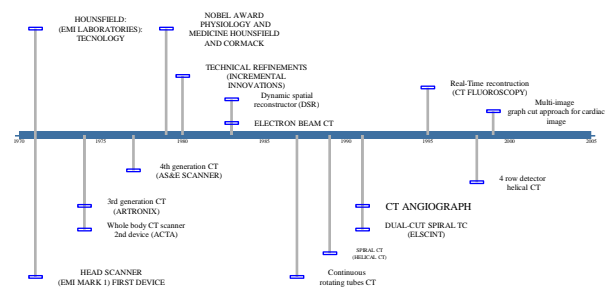 HOUNSFIELD:
(EMI LABORATORIES):
TECNOLOGY
NOBEL AWARD
PHYSIOLOGY AND
MEDICINE HOUNSFIELD
AND CORMACK
TECHNICAL REFINEMENTS
(INCREMENTAL
INNOVATIONS)
Dynamic spatial
reconstructor (DSR)
ELECTRON BEAM CT
Real-Time recontruction
(CT FLUOROSCOPY)
Multi-image
graph cut approach for cardiac
image
1970
1975
1980
1985
1990
1995
2000
2005
4th generation CT
(AS&E SCANNER)
3rd generation CT
(ARTRONIX)
Whole body CT scanner
2nd device (ACTA)
HEAD SCANNER
(EMI MARK 1) FIRST DEVICE
4 row detector
helical CT
CT ANGIOGRAPH
DUAL-CUT SPIRAL TC
(ELSCINT)
SPIRAL CT
(HELICAL CT)
Continuous
rotating tubes CT